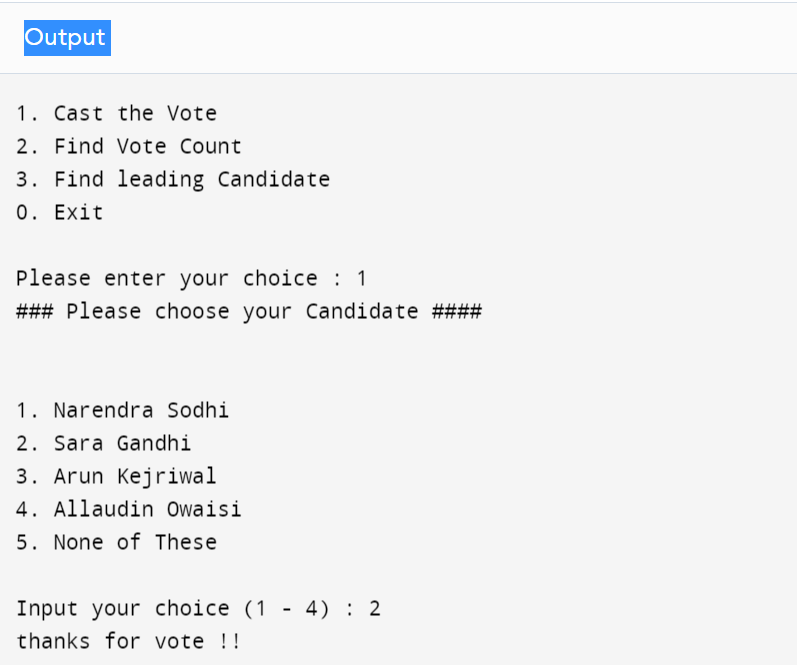 Output
1. Cast the Vote
2. Find Vote Count
3. Find leading Candidate
0. Exit
Please enter your choice : 1
### Please choose your Candidate ####
1. Narendra Sodhi
2. Sara Gandhi
3. Arun Kejriwal
4. Allaudin Owaisi
5. None of These
Input your choice (1 - 4) : 2
thanks for vote !!